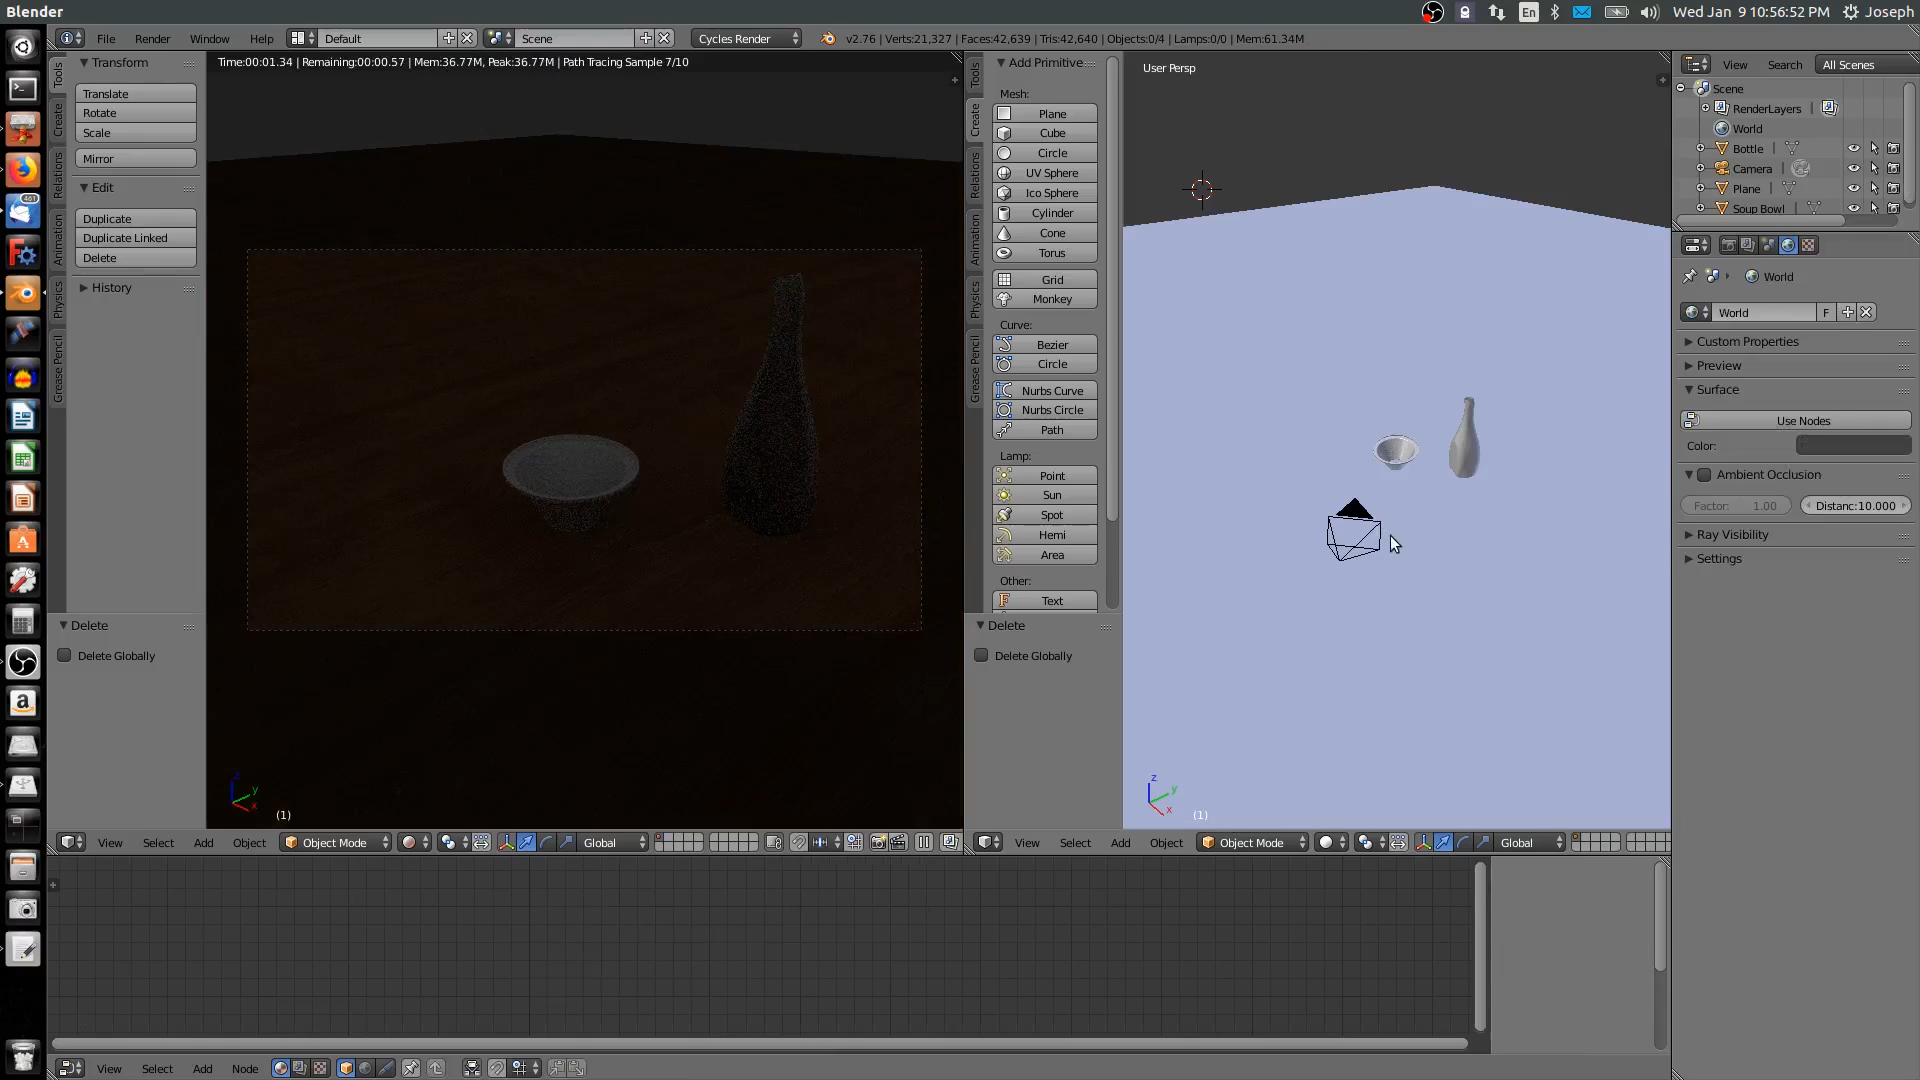 Blender
En
Wed Jan 9 10:56:52 PM
Joseph
File Render Window Help
Default
Scene
Cycles Render
v2.76 | Verts:21,327 | Faces:42,639 | Tris:42,640 | Objects:0/4 | Lamps:0/0 | Mem:61.34M
Time:00:01.34 | Remaining:00:00.57 | Mem:36.77M, Peak:36.77M | Path Tracing Sample 7/10
Tools
Create
Relations
Animation
Physics
Grease Pencil
Transform
Translate
Rotate
Scale
Mirror
Edit
Duplicate
Duplicate Linked
Delete
History
Delete
Delete Globally
z
y
x
(1)
View Select Add Object
Object Mode
Global
Tools
Create
Relations
Animation
Physics
Grease Pencil
Add Primitive
Mesh:
Plane
Cube
Circle
UV Sphere
Ico Sphere
Cylinder
Cone
Torus
Grid
Monkey
Curve:
Bezier
Circle
Nurbs Curve
Nurbs Circle
Path
Lamp:
Point
Sun
Spot
Hemi
Area
Other:
Text
Delete
Delete Globally
User Persp
z
y
x
(1)
View Select Add Object
Object Mode
Global
View Search All Scenes
Scene
RenderLayers |
World
Bottle |
Camera |
Plane |
Soup Bowl |
World
World F
Custom Properties
Preview
Surface
Use Nodes
Color:
Ambient Occlusion
Factor: 1.00
Distanc:10.000
Ray Visibility
Settings
View Select Add Node
461